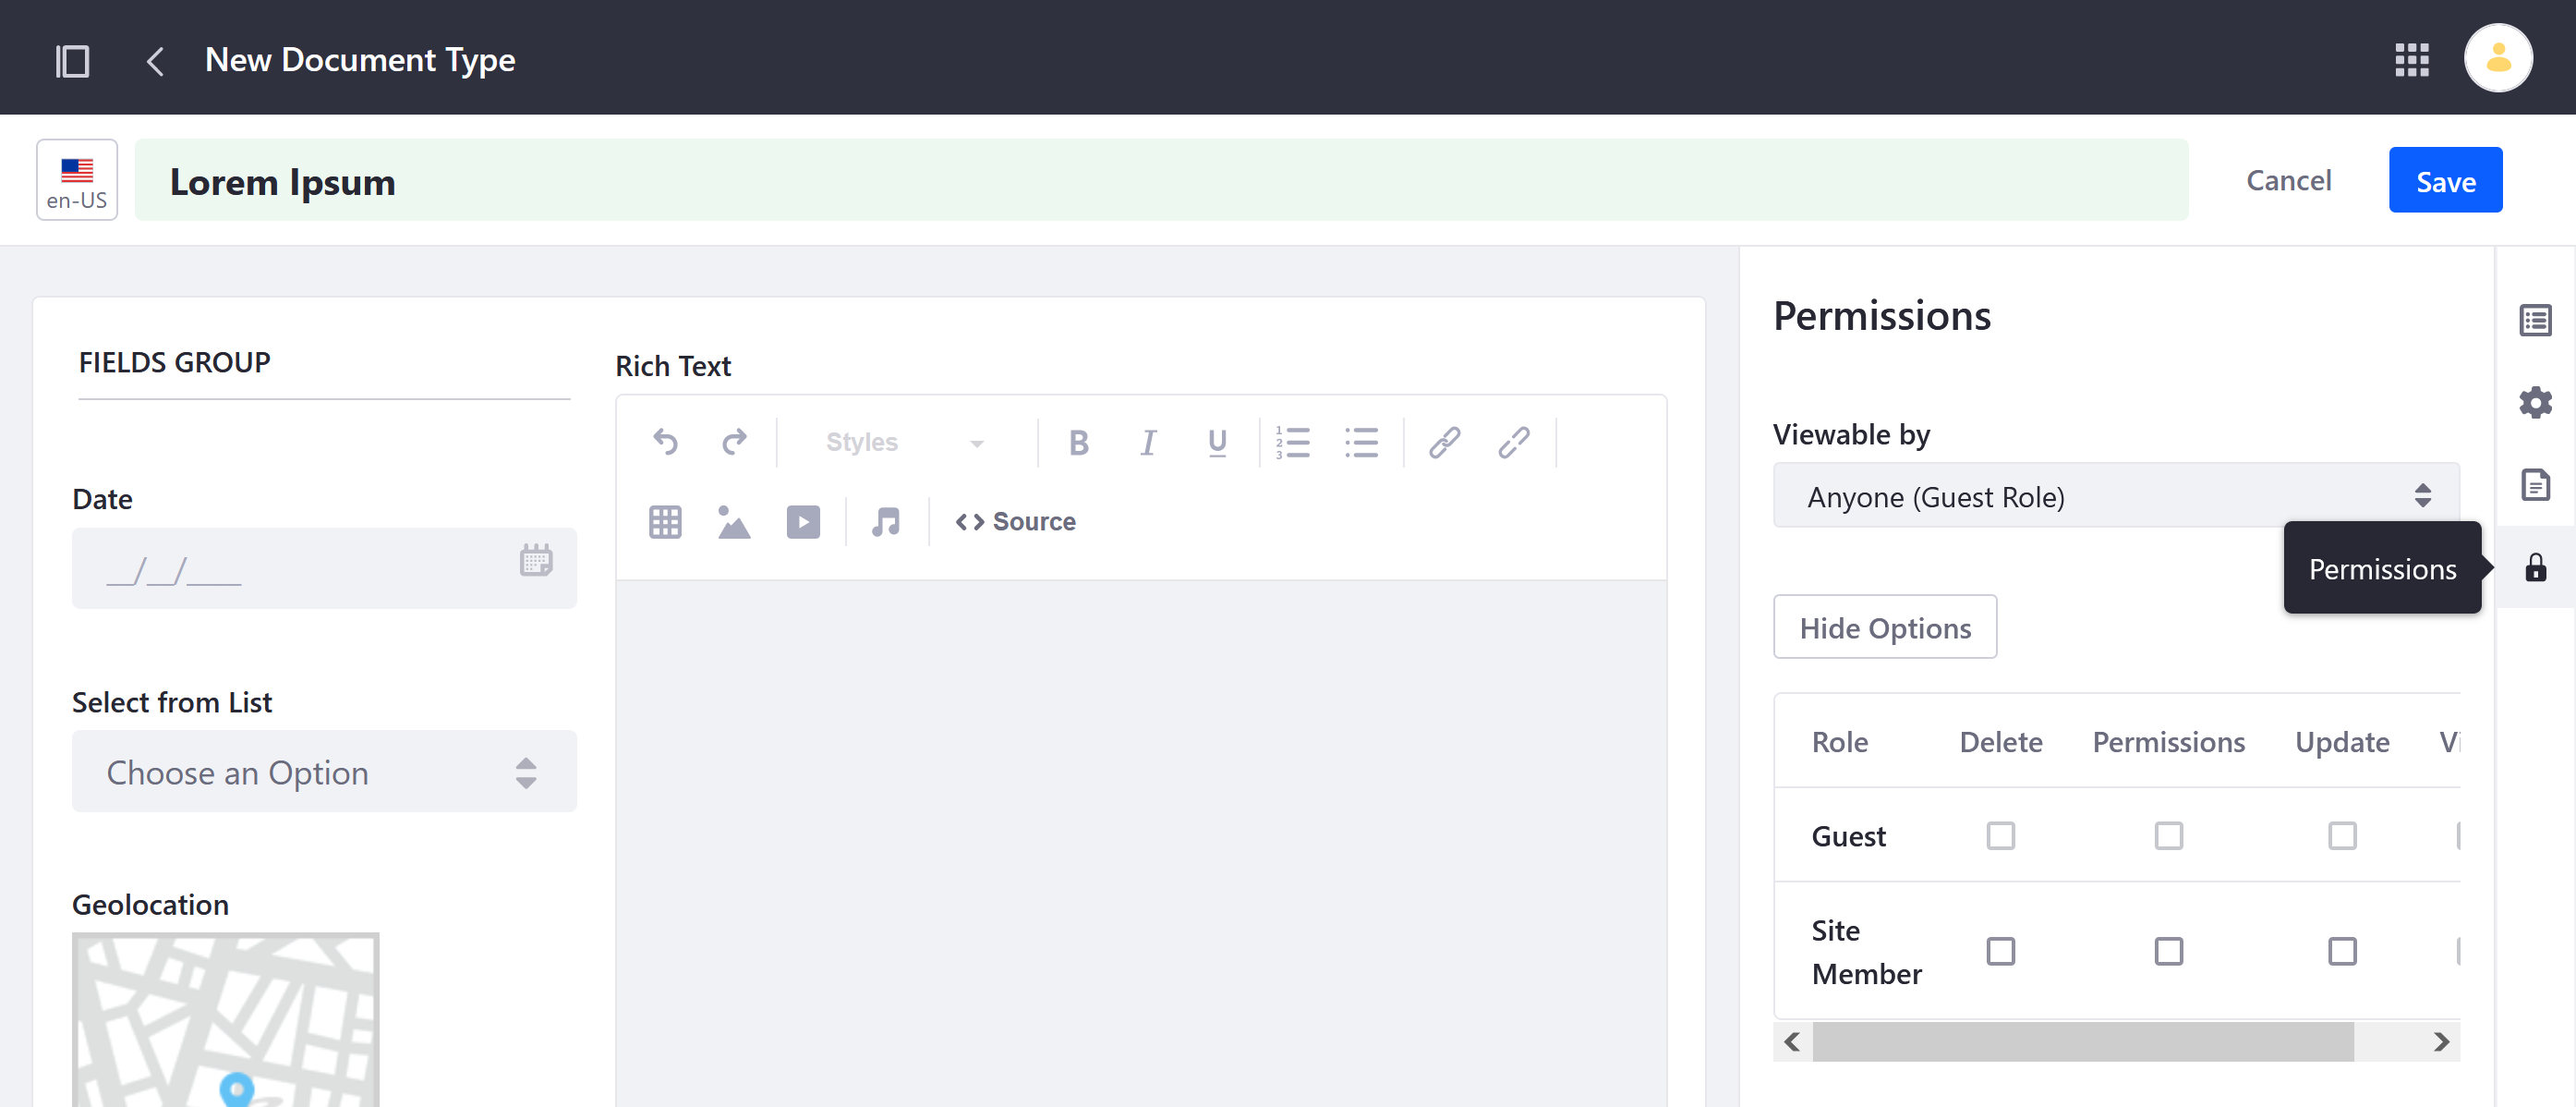 New Document Type
en-US
Lorem Ipsum
Cancel
Save
FIELDS GROUP
Date
__/__/____
Select from List
Choose an Option
Geolocation
Rich Text
Styles
B I U
Source
Permissions
Viewable by
Anyone (Guest Role)
Permissions
Hide Options
Role Delete Permissions Update
Guest
Site
Member